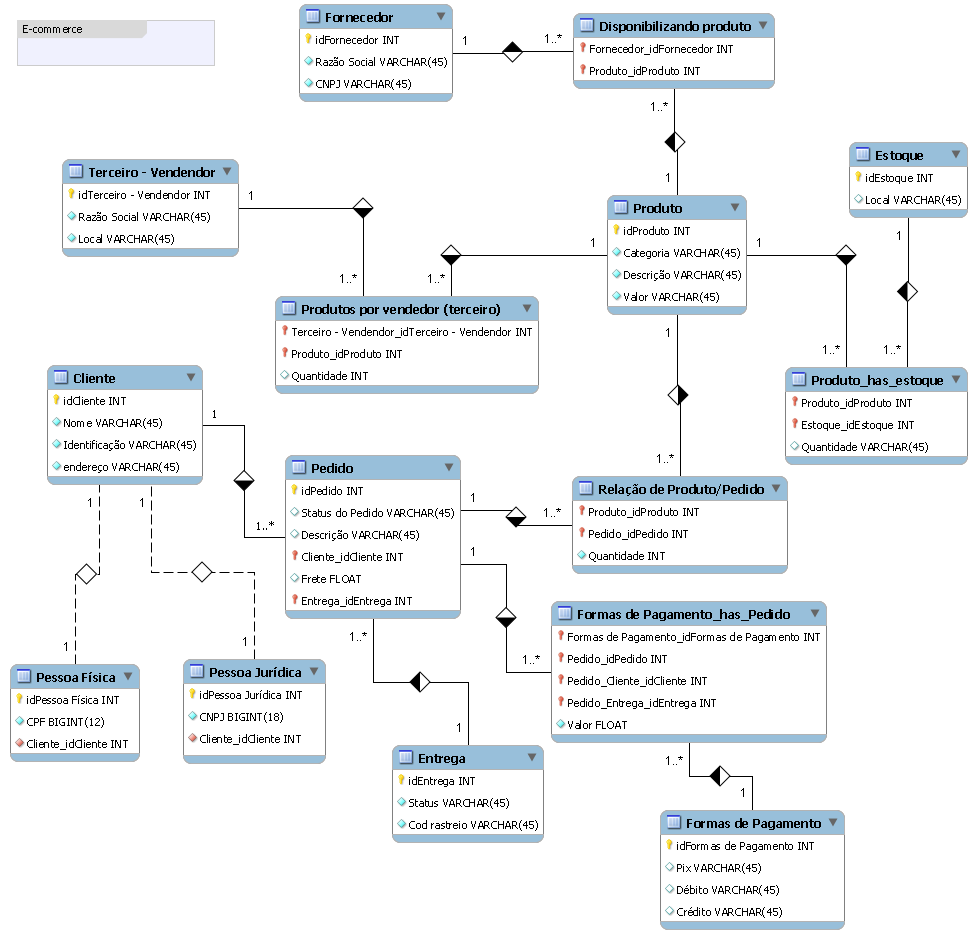 E-commerce
Fornecedor
idFornecedor INT
Razão Social VARCHAR(45)
CNPJ VARCHAR(45)
1
1..*
Disponibilizando produto
Fornecedor_idFornecedor INT
Produto_idProduto INT
1..*
1
Terceiro - Vendendor
idTerceiro - Vendendor INT
Razão Social VARCHAR(45)
Local VARCHAR(45)
1
1..*
Produto
idProduto INT
Categoria VARCHAR(45)
Descrição VARCHAR(45)
Valor VARCHAR(45)
1
1..*
1
1..*
1
1..*
Estoque
idEstoque INT
Local VARCHAR(45)
1
1..*
Produtos por vendedor (terceiro)
Terceiro - Vendendor_idTerceiro - Vendendor INT
Produto_idProduto INT
Quantidade INT
Produto_has_estoque
Produto_idProduto INT
Estoque_idEstoque INT
Quantidade VARCHAR(45)
Cliente
idCliente INT
Nome VARCHAR(45)
Identificação VARCHAR(45)
endereço VARCHAR(45)
1
1..*
1
1
1
1
Pedido
idPedido INT
Status do Pedido VARCHAR(45)
Descrição VARCHAR(45)
Cliente_idCliente INT
Frete FLOAT
Entrega_idEntrega INT
1
1..*
1
1..*
1..*
1
Relação de Produto/Pedido
Produto_idProduto INT
Pedido_idPedido INT
Quantidade INT
Formas de Pagamento_has_Pedido
Formas de Pagamento_idFormas de Pagamento INT
Pedido_idPedido INT
Pedido_Cliente_idCliente INT
Pedido_Entrega_idEntrega INT
Valor FLOAT
1..*
1
Pessoa Física
idPessoa Física INT
CPF BIGINT(12)
Cliente_idCliente INT
Pessoa Jurídica
idPessoa Jurídica INT
CNPJ BIGINT(18)
Cliente_idCliente INT
Entrega
idEntrega INT
Status VARCHAR(45)
Cod rastreio VARCHAR(45)
Formas de Pagamento
idFormas de Pagamento INT
Pix VARCHAR(45)
Débito VARCHAR(45)
Crédito VARCHAR(45)